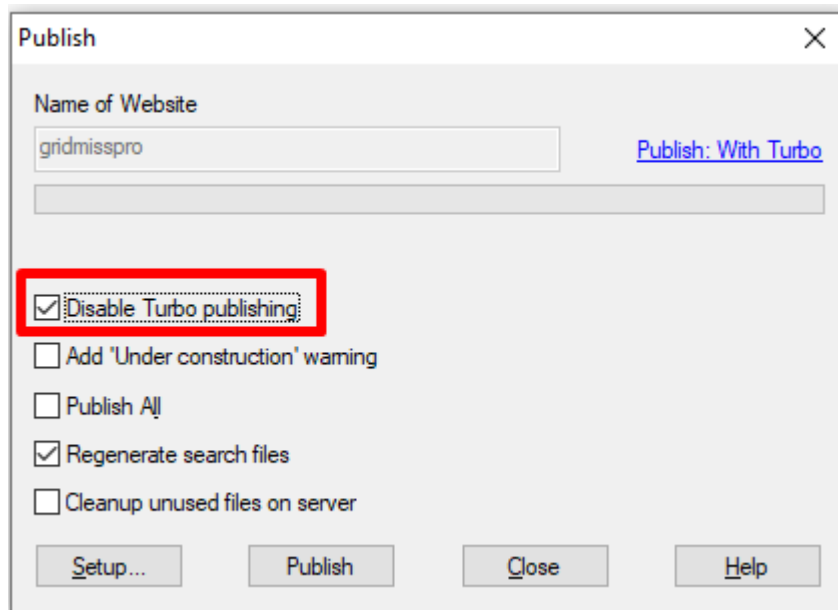 Publish
Name of Website
gridmisspro
Publish: With Turbo
Disable Turbo publishing
Add 'Under construction' warning
Publish All
Regenerate search files
Cleanup unused files on server
Setup... Publish Close Help